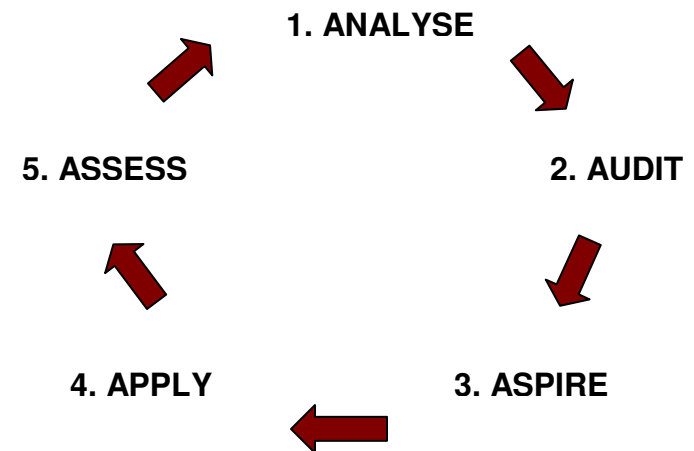 1. ANALYSE
2. AUDIT
3. ASPIRE
4. APPLY
5. ASSESS